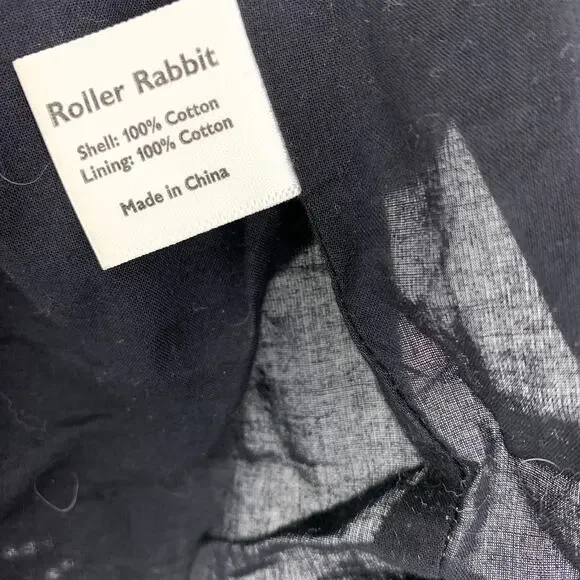 Roller Rabbit
Shell: 100% Cotton
Lining: 100% Cotton
Made in China